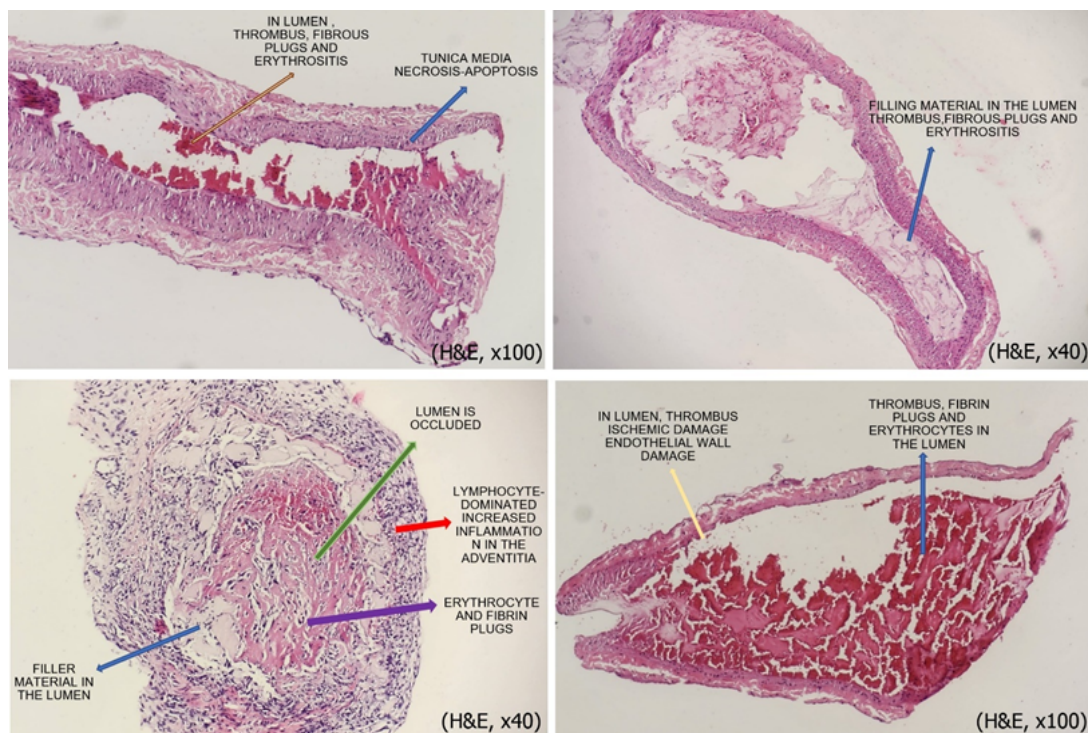 IN LUMEN ,
THROMBUS, FIBROUS
PLUGS AND
ERYTHROSITIS
TUNICA MEDIA
NECROSIS-APOPTOSIS
(H&E, x100)
FILLING MATERIAL IN THE LUMEN
THROMBUS,FIBROUS PLUGS AND
ERYTHROSITIS
(H&E, x40)
LUMEN IS
OCCLUDED
LYMPHOCYTE-
DOMINATED
INCREASED
INFLAMMATIO
N IN THE
ADVENTITIA
ERYTHROCYTE
AND FIBRIN
PLUGS
FILLER
MATERIAL IN
THE LUMEN
(H&E, x40)
IN LUMEN, THROMBUS
ISCHEMIC DAMAGE
ENDOTHELIAL WALL
DAMAGE
THROMBUS, FIBRIN
PLUGS AND
ERYTHROCYTES IN
THE LUMEN
(H&E, x100)